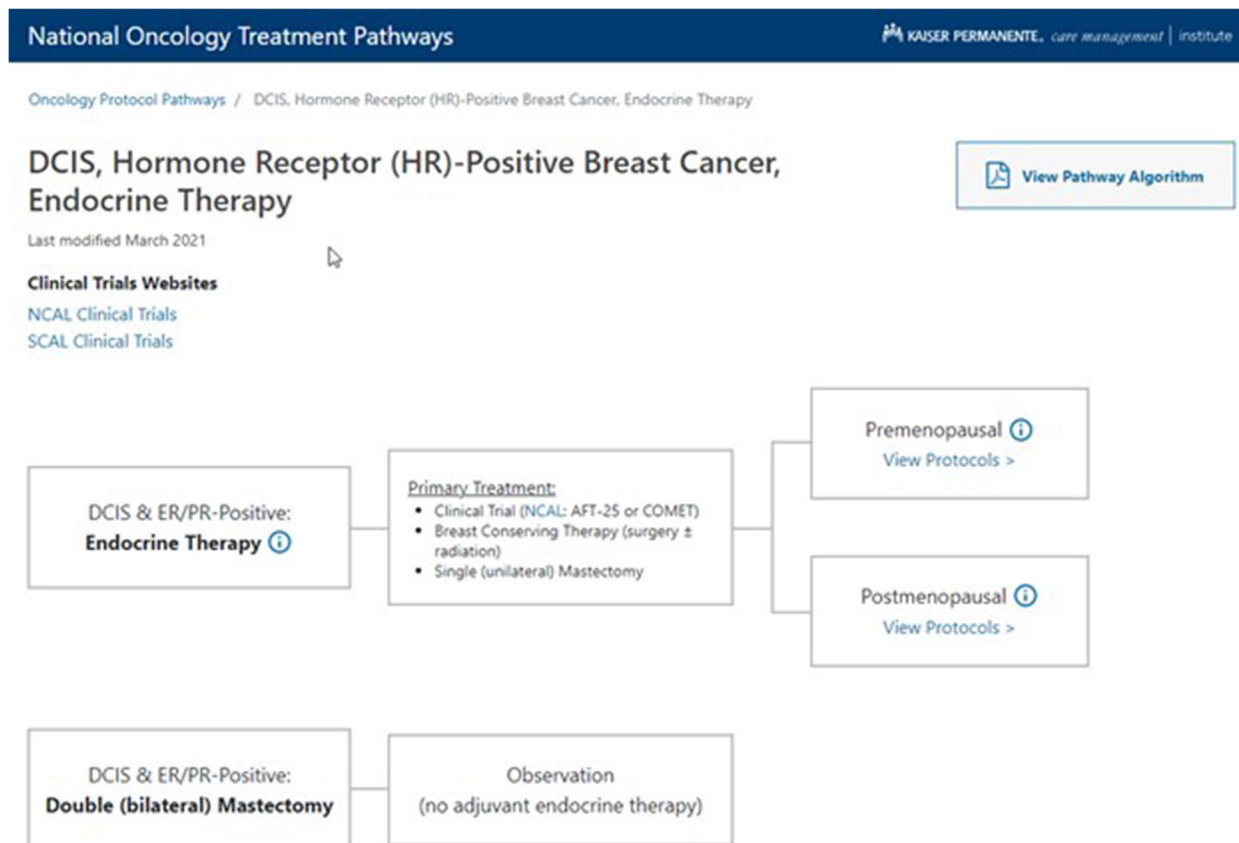 National Oncology Treatment Pathways
KAISER PERMANENTE. care management | institute
Oncology Protocol Pathways / DCIS, Hormone Receptor (HR)-Positive Breast Cancer, Endocrine Therapy
DCIS, Hormone Receptor (HR)-Positive Breast Cancer,
Endocrine Therapy
View Pathway Algorithm
Last modified March 2021
Clinical Trials Websites
NCAL Clinical Trials
SCAL Clinical Trials
DCIS & ER/PR-Positive:
Endocrine Therapy
Primary Treatment:
• Clinical Trial (NCAL: AFT-25 or COMET)
• Breast Conserving Therapy (surgery ±
radiation)
• Single (unilateral) Mastectomy
Premenopausal
View Protocols >
Postmenopausal
View Protocols >
DCIS & ER/PR-Positive:
Double (bilateral) Mastectomy
Observation
(no adjuvant endocrine therapy)